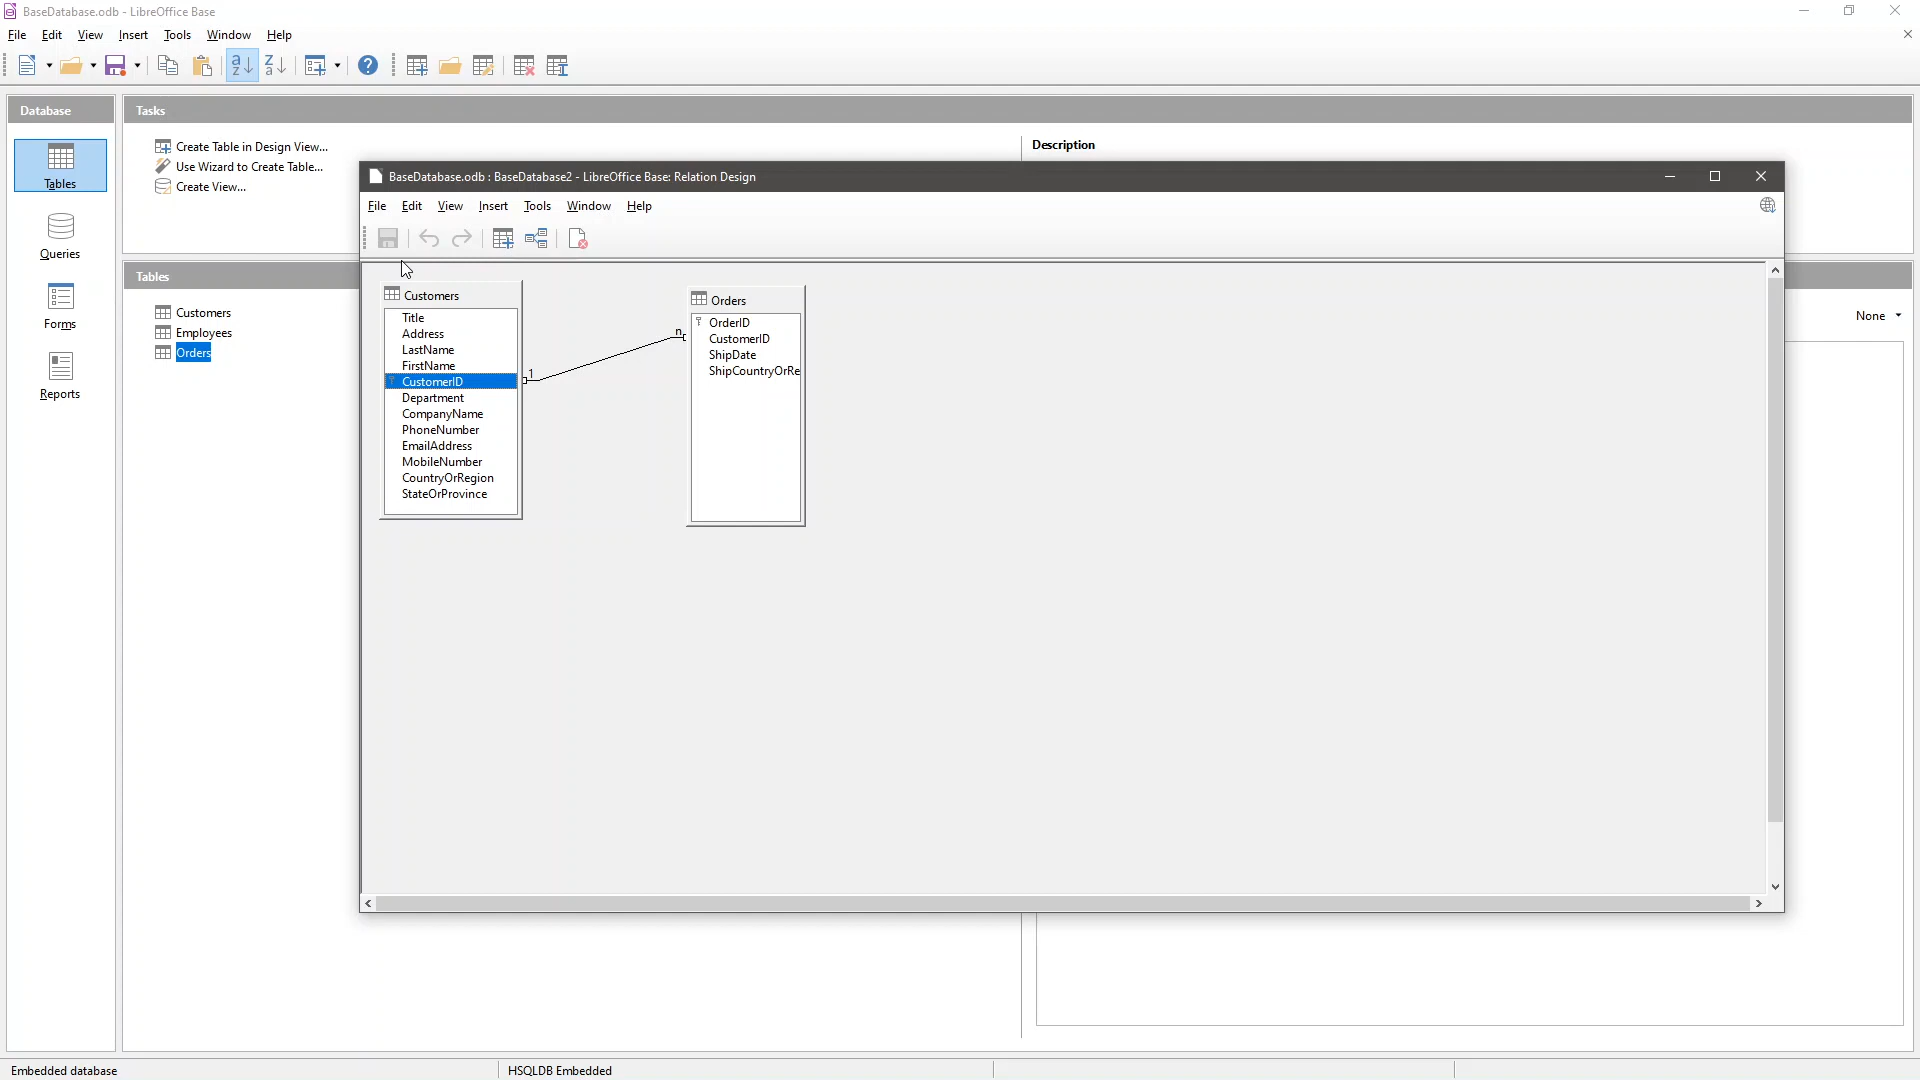 BaseDatabase.odb - LibreOffice Base
File Edit View Insert Tools Window Help
Database
Tables
Queries
Forms
Reports
Tasks
Create Table in Design View...
Use Wizard to Create Table...
Create View...
Description
Tables
Customers
Employees
Orders
None
BaseDatabase.odb : BaseDatabase2 - LibreOffice Base: Relation Design
File Edit View Insert Tools Window Help
Customers
Title
Address
LastName
FirstName
CustomerID
Department
CompanyName
PhoneNumber
EmailAddress
MobileNumber
CountryOrRegion
StateOrProvince
1
n
Orders
OrderID
CustomerID
ShipDate
ShipCountryOrRe
Embedded database
HSQLDB Embedded